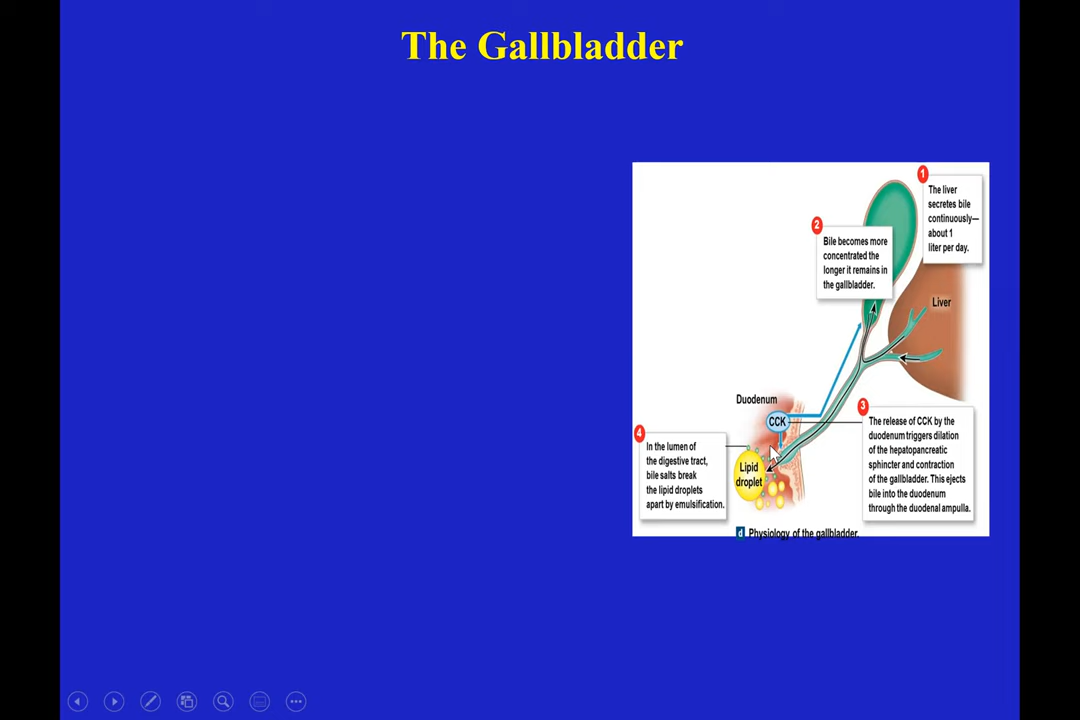 The Gallbladder
1
The liver
secretes bile
continuously—
about 1
liter per day.
2
Bile becomes more
concentrated the
longer it remains in
the gallbladder.
Liver
Duodenum
CCK
3
The release of CCK by the
duodenum triggers dilation
of the hepatopancreatic
sphincter and contraction
of the gallbladder. This ejects
bile into the duodenum
through the duodenal ampulla.
4
In the lumen of
the digestive tract,
bile salts break
the lipid droplets
apart by emulsification.
Lipid
droplet
d Physiology of the gallbladder.